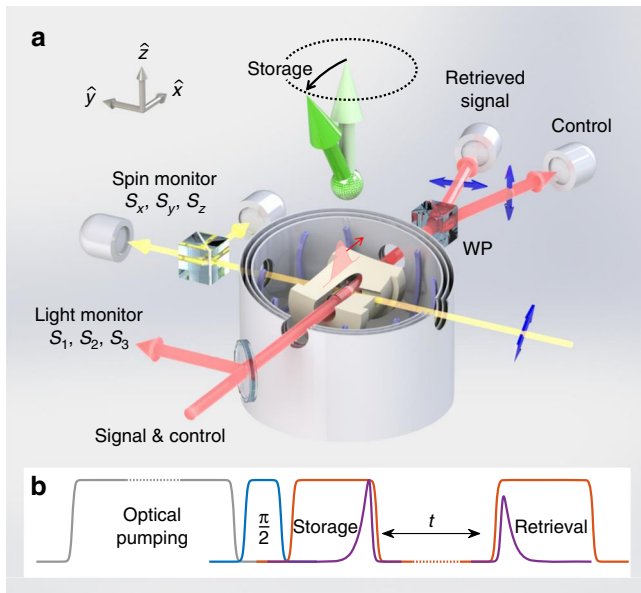 a
ẑ
ŷ
x̂
Storage
Retrieved
signal
Control
Spin monitor
Sx, Sy, Sz
WP
Light monitor
S1, S2, S3
Signal & control
b
Optical
pumping
π
2
Storage
t
Retrieval